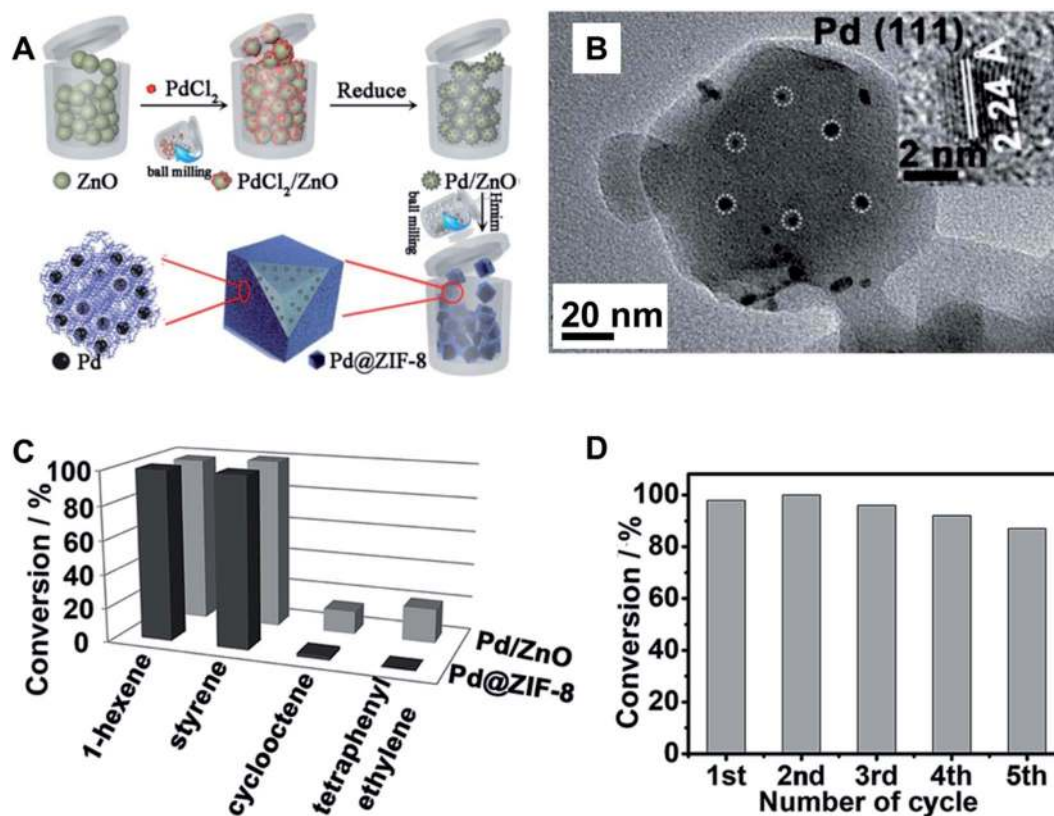 A
PdCl2
Reduce
ball milling
ZnO
PdCl2/ZnO
Pd/ZnO
ball milling
Hmim
Pd
Pd@ZIF-8
B
Pd (111)
2.24 A
2 nm
20 nm
C
Conversion / %
100
80
60
40
20
0
1-hexene
styrene
cyclooctene
tetraphenyl
ethylene
Pd/ZnO
Pd@ZIF-8
D
Conversion / %
100
80
60
40
20
0
1st 2nd 3rd 4th 5th
Number of cycle